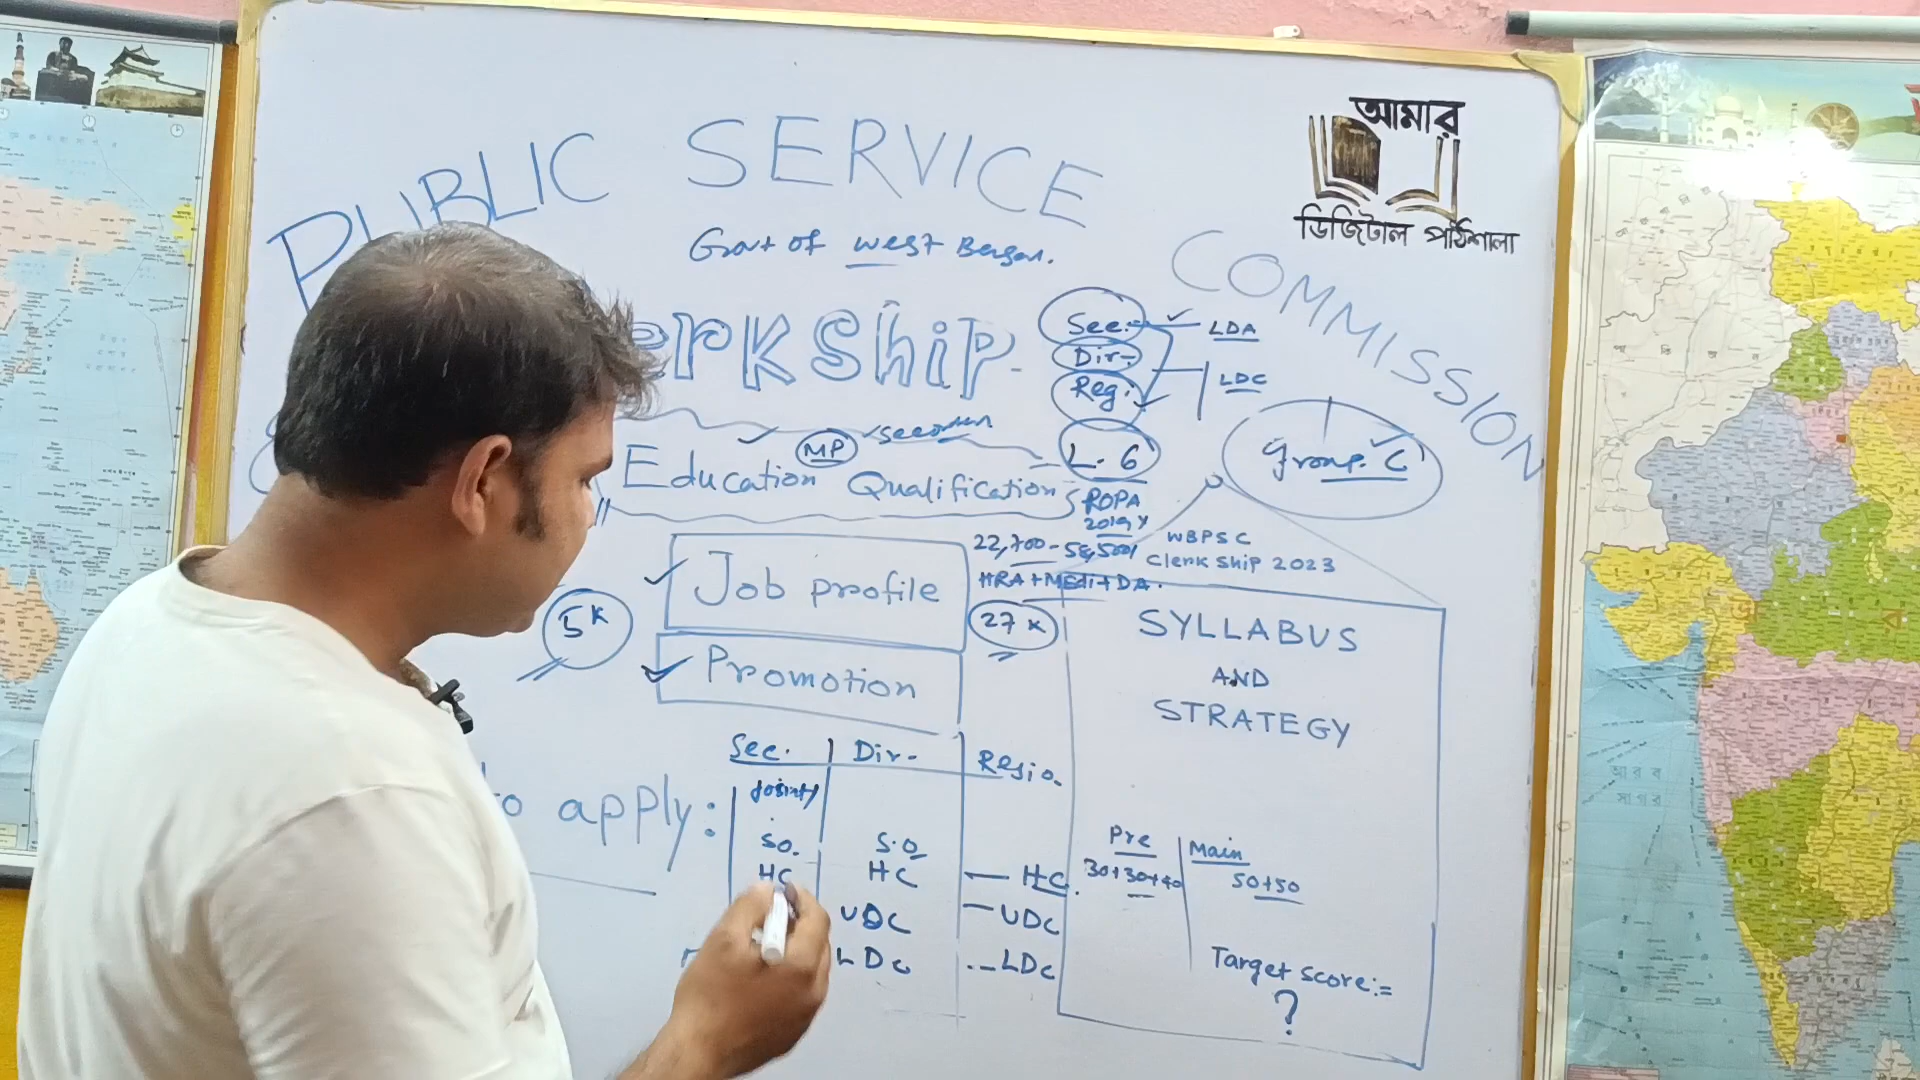 আমার
ডিজিটাল পাঠশালা
PUBLIC SERVICE
COMMISSION
Govt of west Bengal.
erkship
Sec. LDA
Dir-
Reg: LDC
MP
L-6
Group-C
Education Qualification
ROPA
2019
22,700 - 58,500/
HRA+Medi+DA.
WBPSC
Clerkship 2023
Job profile
5K
27K
Promotion
SYLLABUS
AND
STRATEGY
Sec. Dir- Regio.
to apply:
Pre Main
30+30+40 50+50
S.O. S.O
HC HC HC.
UDC UDC
LDC LDC
Target score:=
?